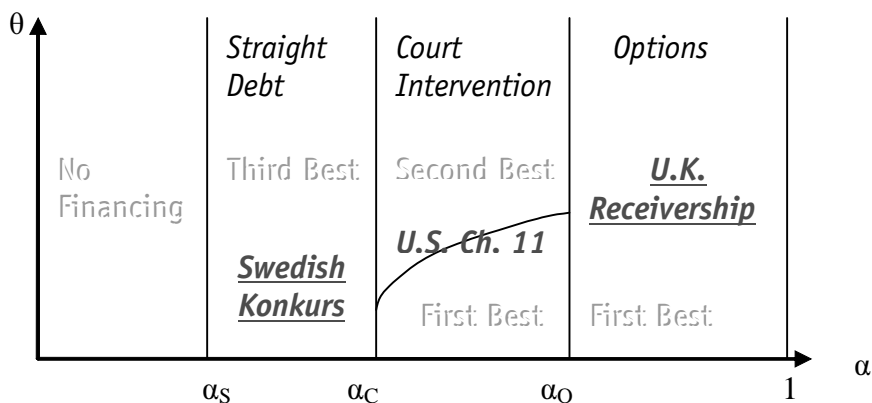 θ
Straight
Debt
Court
Intervention
Options
No
Financing
Third Best
Second Best
U.K.
Receivership
U.S. Ch. 11
Swedish
Konkurs
First Best
First Best
α
αS
αC
αO
1